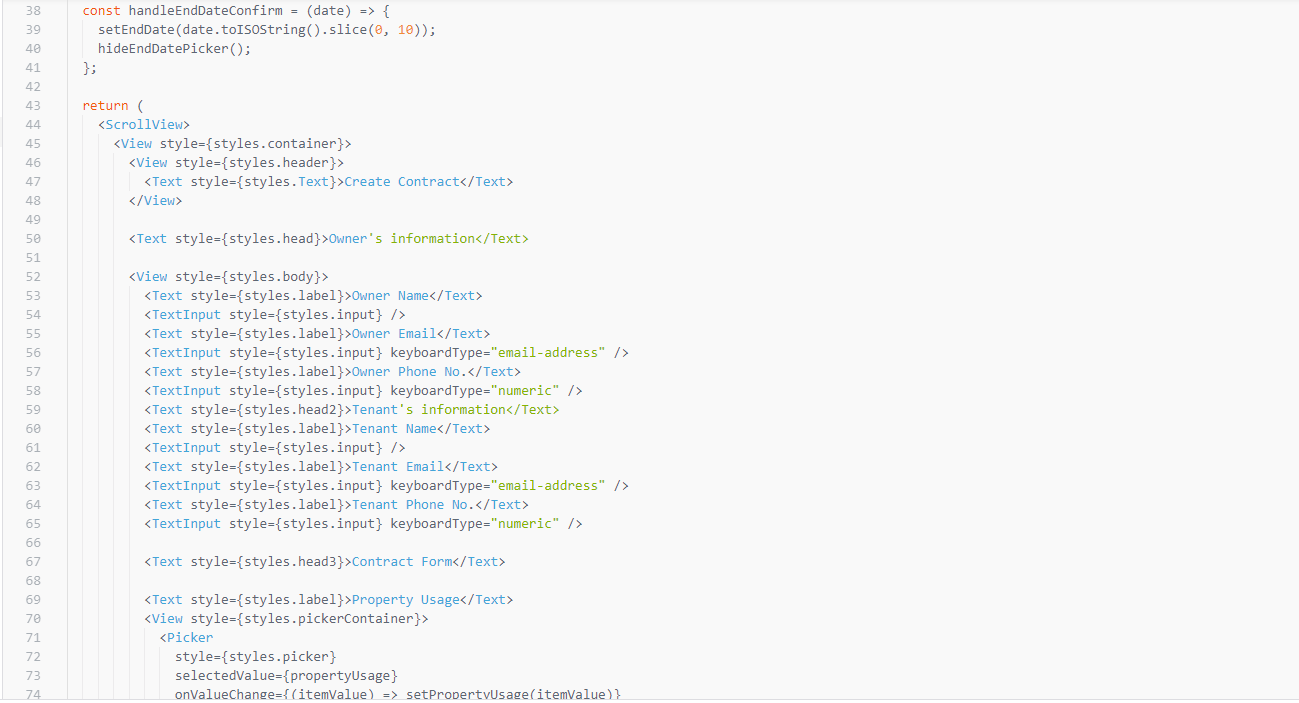 38 const handleEndDateConfirm = (date) => {
39 setEndDate(date.toISOString().slice(0, 10));
40 hideEndDatePicker();
41 };
42
43 return (
44 <ScrollView>
45 <View style={styles.container}>
46 <View style={styles.header}>
47 <Text style={styles.Text}>Create Contract</Text>
48 </View>
49
50 <Text style={styles.head}>Owner's information</Text>
51
52 <View style={styles.body}>
53 <Text style={styles.label}>Owner Name</Text>
54 <TextInput style={styles.input} />
55 <Text style={styles.label}>Owner Email</Text>
56 <TextInput style={styles.input} keyboardType="email-address" />
57 <Text style={styles.label}>Owner Phone No.</Text>
58 <TextInput style={styles.input} keyboardType="numeric" />
59 <Text style={styles.head2}>Tenant's information</Text>
60 <Text style={styles.label}>Tenant Name</Text>
61 <TextInput style={styles.input} />
62 <Text style={styles.label}>Tenant Email</Text>
63 <TextInput style={styles.input} keyboardType="email-address" />
64 <Text style={styles.label}>Tenant Phone No.</Text>
65 <TextInput style={styles.input} keyboardType="numeric" />
66
67 <Text style={styles.head3}>Contract Form</Text>
68
69 <Text style={styles.label}>Property Usage</Text>
70 <View style={styles.pickerContainer}>
71 <Picker
72 style={styles.picker}
73 selectedValue={propertyUsage}
74 onValueChange={(itemValue) => setPropertyUsage(itemValue)}